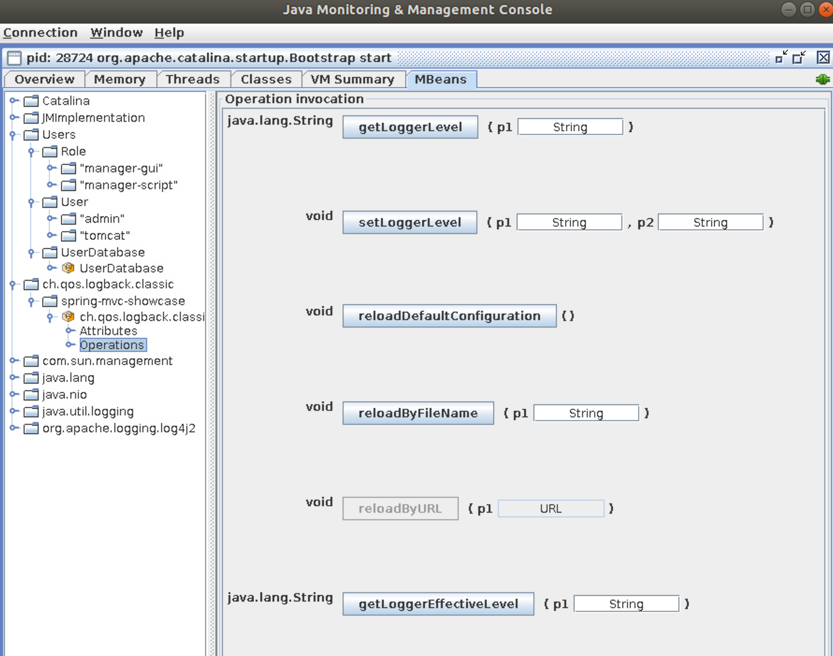 Java Monitoring & Management Console
Connection Window Help
pid: 28724 org.apache.catalina.startup.Bootstrap start
Overview Memory Threads Classes VM Summary MBeans
Catalina
JMImplementation
Users
Role
"manager-gui"
"manager-script"
User
"admin"
"tomcat"
UserDatabase
UserDatabase
ch.qos.logback.classic
spring-mvc-showcase
ch.qos.logback.classi
Attributes
Operations
com.sun.management
java.lang
java.nio
java.util.logging
org.apache.logging.log4j2
Operation invocation
java.lang.String getLoggerLevel ( p1 String )
void setLoggerLevel ( p1 String , p2 String )
void reloadDefaultConfiguration ()
void reloadByFileName ( p1 String )
void reloadByURL ( p1 URL )
java.lang.String getLoggerEffectiveLevel ( p1 String )